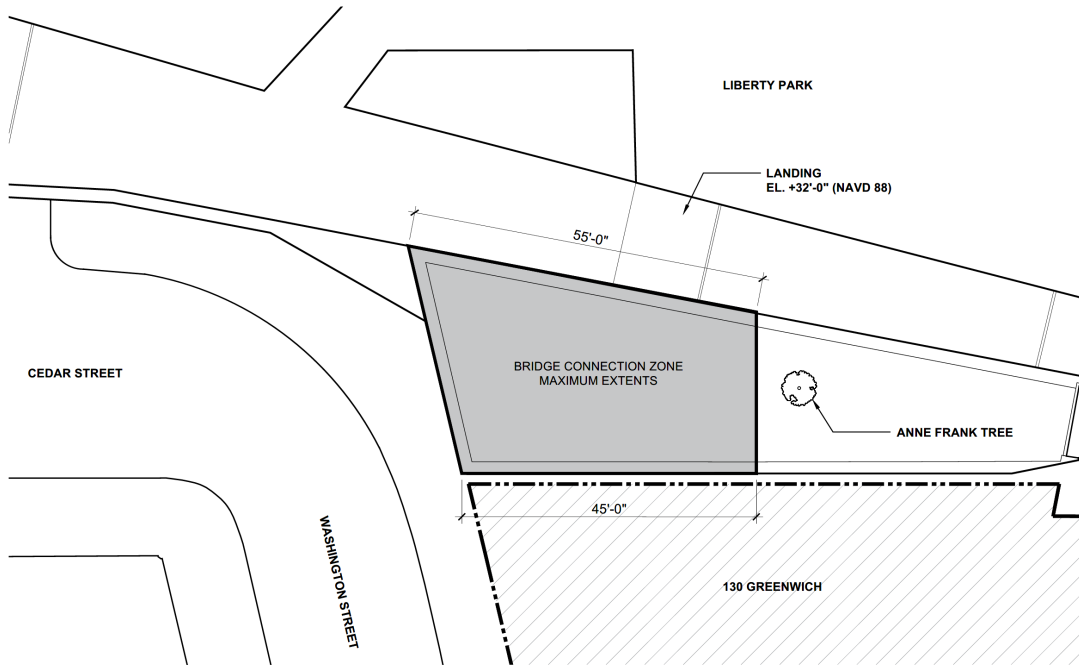 LIBERTY PARK
LANDING
EL. +32'-0" (NAVD 88)
55'-0"
CEDAR STREET
BRIDGE CONNECTION ZONE
MAXIMUM EXTENTS
ANNE FRANK TREE
45'-0"
WASHINGTON STREET
130 GREENWICH